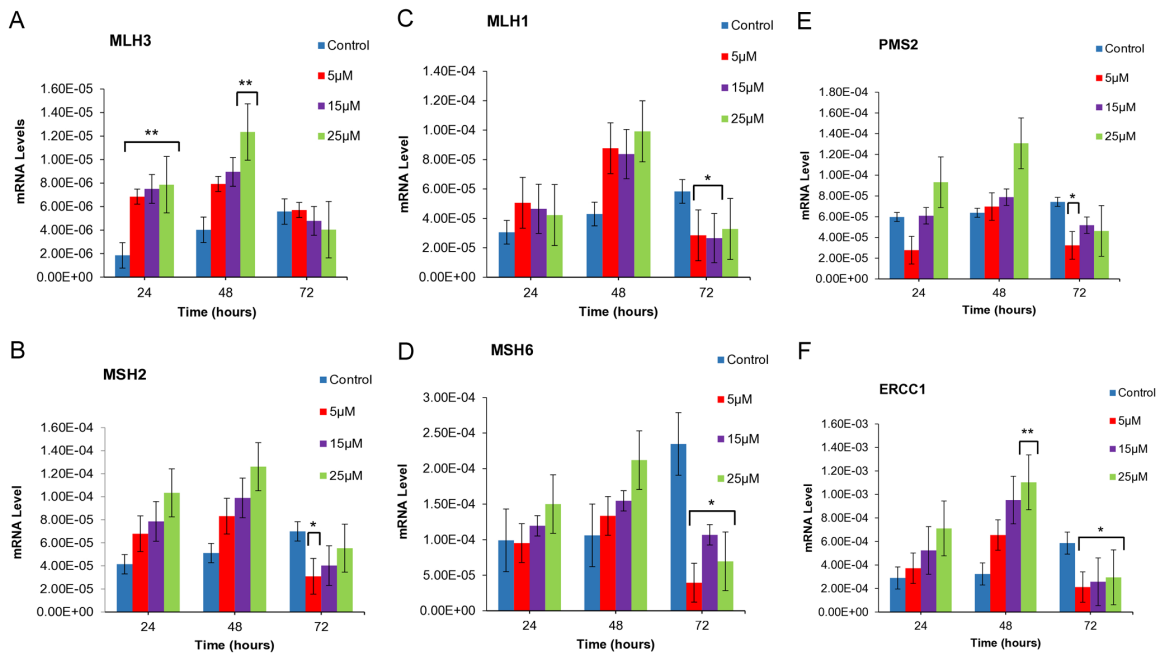 A
MLH3
Control
5µM
15µM
25µM
mRNA Levels
1.80E-05
1.60E-05
1.40E-05
1.20E-05
1.00E-05
8.00E-06
6.00E-06
4.00E-06
2.00E-06
0.00E+00
**
**
24
48
72
Time (hours)
B
MSH2
Control
5µM
15µM
25µM
mRNA Level
1.60E-04
1.40E-04
1.20E-04
1.00E-04
8.00E-05
6.00E-05
4.00E-05
2.00E-05
0.00E+00
*
24
48
72
Time (hours)
C
MLH1
Control
5µM
15µM
25µM
mRNA Level
1.40E-04
1.20E-04
1.00E-04
8.00E-05
6.00E-05
4.00E-05
2.00E-05
0.00E+00
*
24
48
72
Time (hours)
D
MSH6
Control
5µM
15µM
25µM
mRNA Level
3.00E-04
2.50E-04
2.00E-04
1.50E-04
1.00E-04
5.00E-05
0.00E+00
*
24
48
72
Time (hours)
E
PMS2
Control
5µM
15µM
25µM
mRNA Level
1.80E-04
1.60E-04
1.40E-04
1.20E-04
1.00E-04
8.00E-05
6.00E-05
4.00E-05
2.00E-05
0.00E+00
*
24
48
72
Time (hours)
F
ERCC1
Control
5µM
15µM
25µM
mRNA Level
1.60E-03
1.40E-03
1.20E-03
1.00E-03
8.00E-04
6.00E-04
4.00E-04
2.00E-04
0.00E+00
**
*
24
48
72
Time (hours)